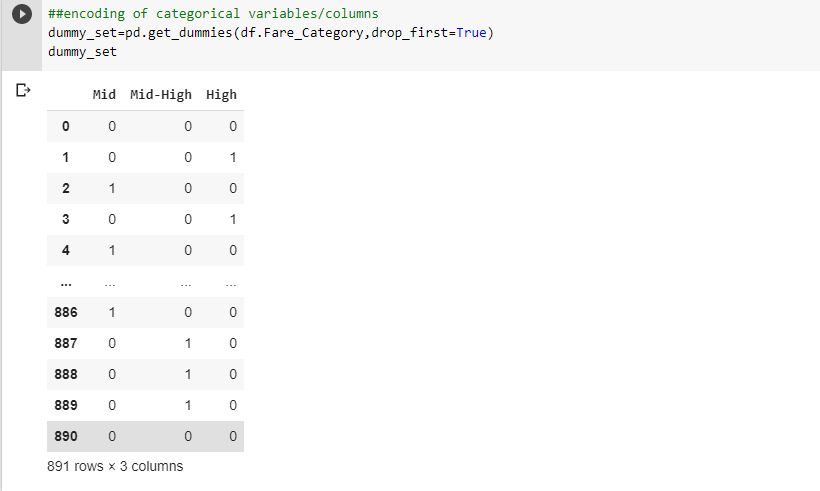 ##encoding of categorical variables/columns
dummy_set=pd.get_dummies(df.Fare_Category,drop_first=True)
dummy_set
Mid Mid-High High
0 0 0 0
1 0 0 1
2 1 0 0
3 0 0 1
4 1 0 0
... ... ... ...
886 1 0 0
887 0 1 0
888 0 1 0
889 0 1 0
890 0 0 0
891 rows × 3 columns